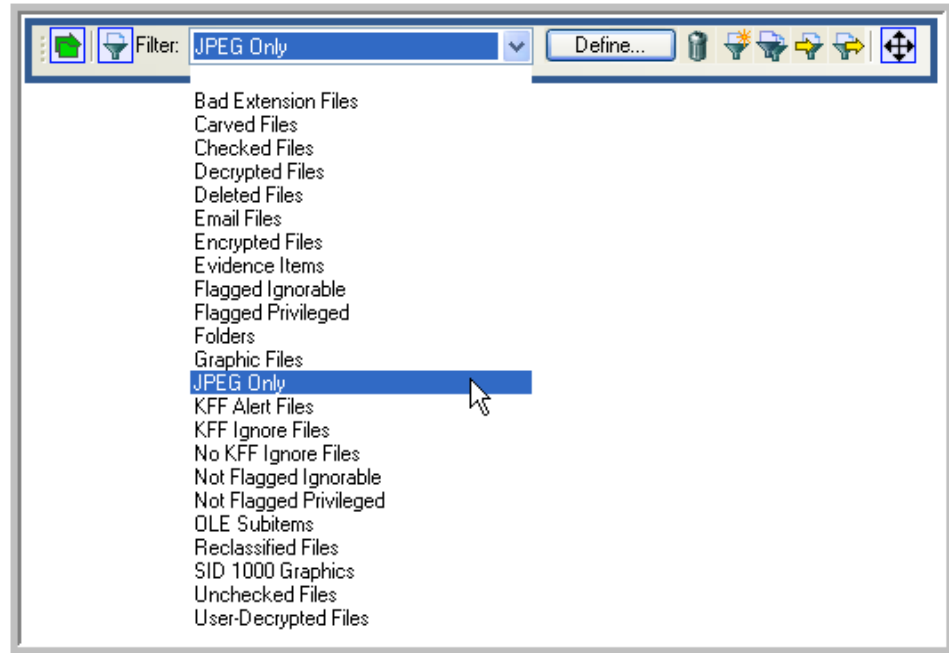 Filter: JPEG Only Define...
Bad Extension Files
Carved Files
Checked Files
Decrypted Files
Deleted Files
Email Files
Encrypted Files
Evidence Items
Flagged Ignorable
Flagged Privileged
Folders
Graphic Files
JPEG Only
KFF Alert Files
KFF Ignore Files
No KFF Ignore Files
Not Flagged Ignorable
Not Flagged Privileged
OLE Subitems
Reclassified Files
SID 1000 Graphics
Unchecked Files
User-Decrypted Files